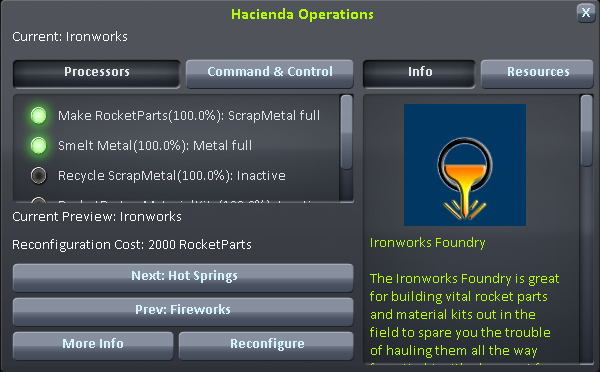 Hacienda Operations
X
Current: Ironworks
Processors
Command & Control
Info
Resources
Make RocketParts(100.0%): ScrapMetal full
Smelt Metal(100.0%): Metal full
Recycle ScrapMetal(100.0%): Inactive
Current Preview: Ironworks
Reconfiguration Cost: 2000 RocketParts
Next: Hot Springs
Prev: Fireworks
More Info
Reconfigure
Ironworks Foundry
The Ironworks Foundry is great
for building vital rocket parts
and material kits out in the
field to spare you the trouble
of hauling them all the way